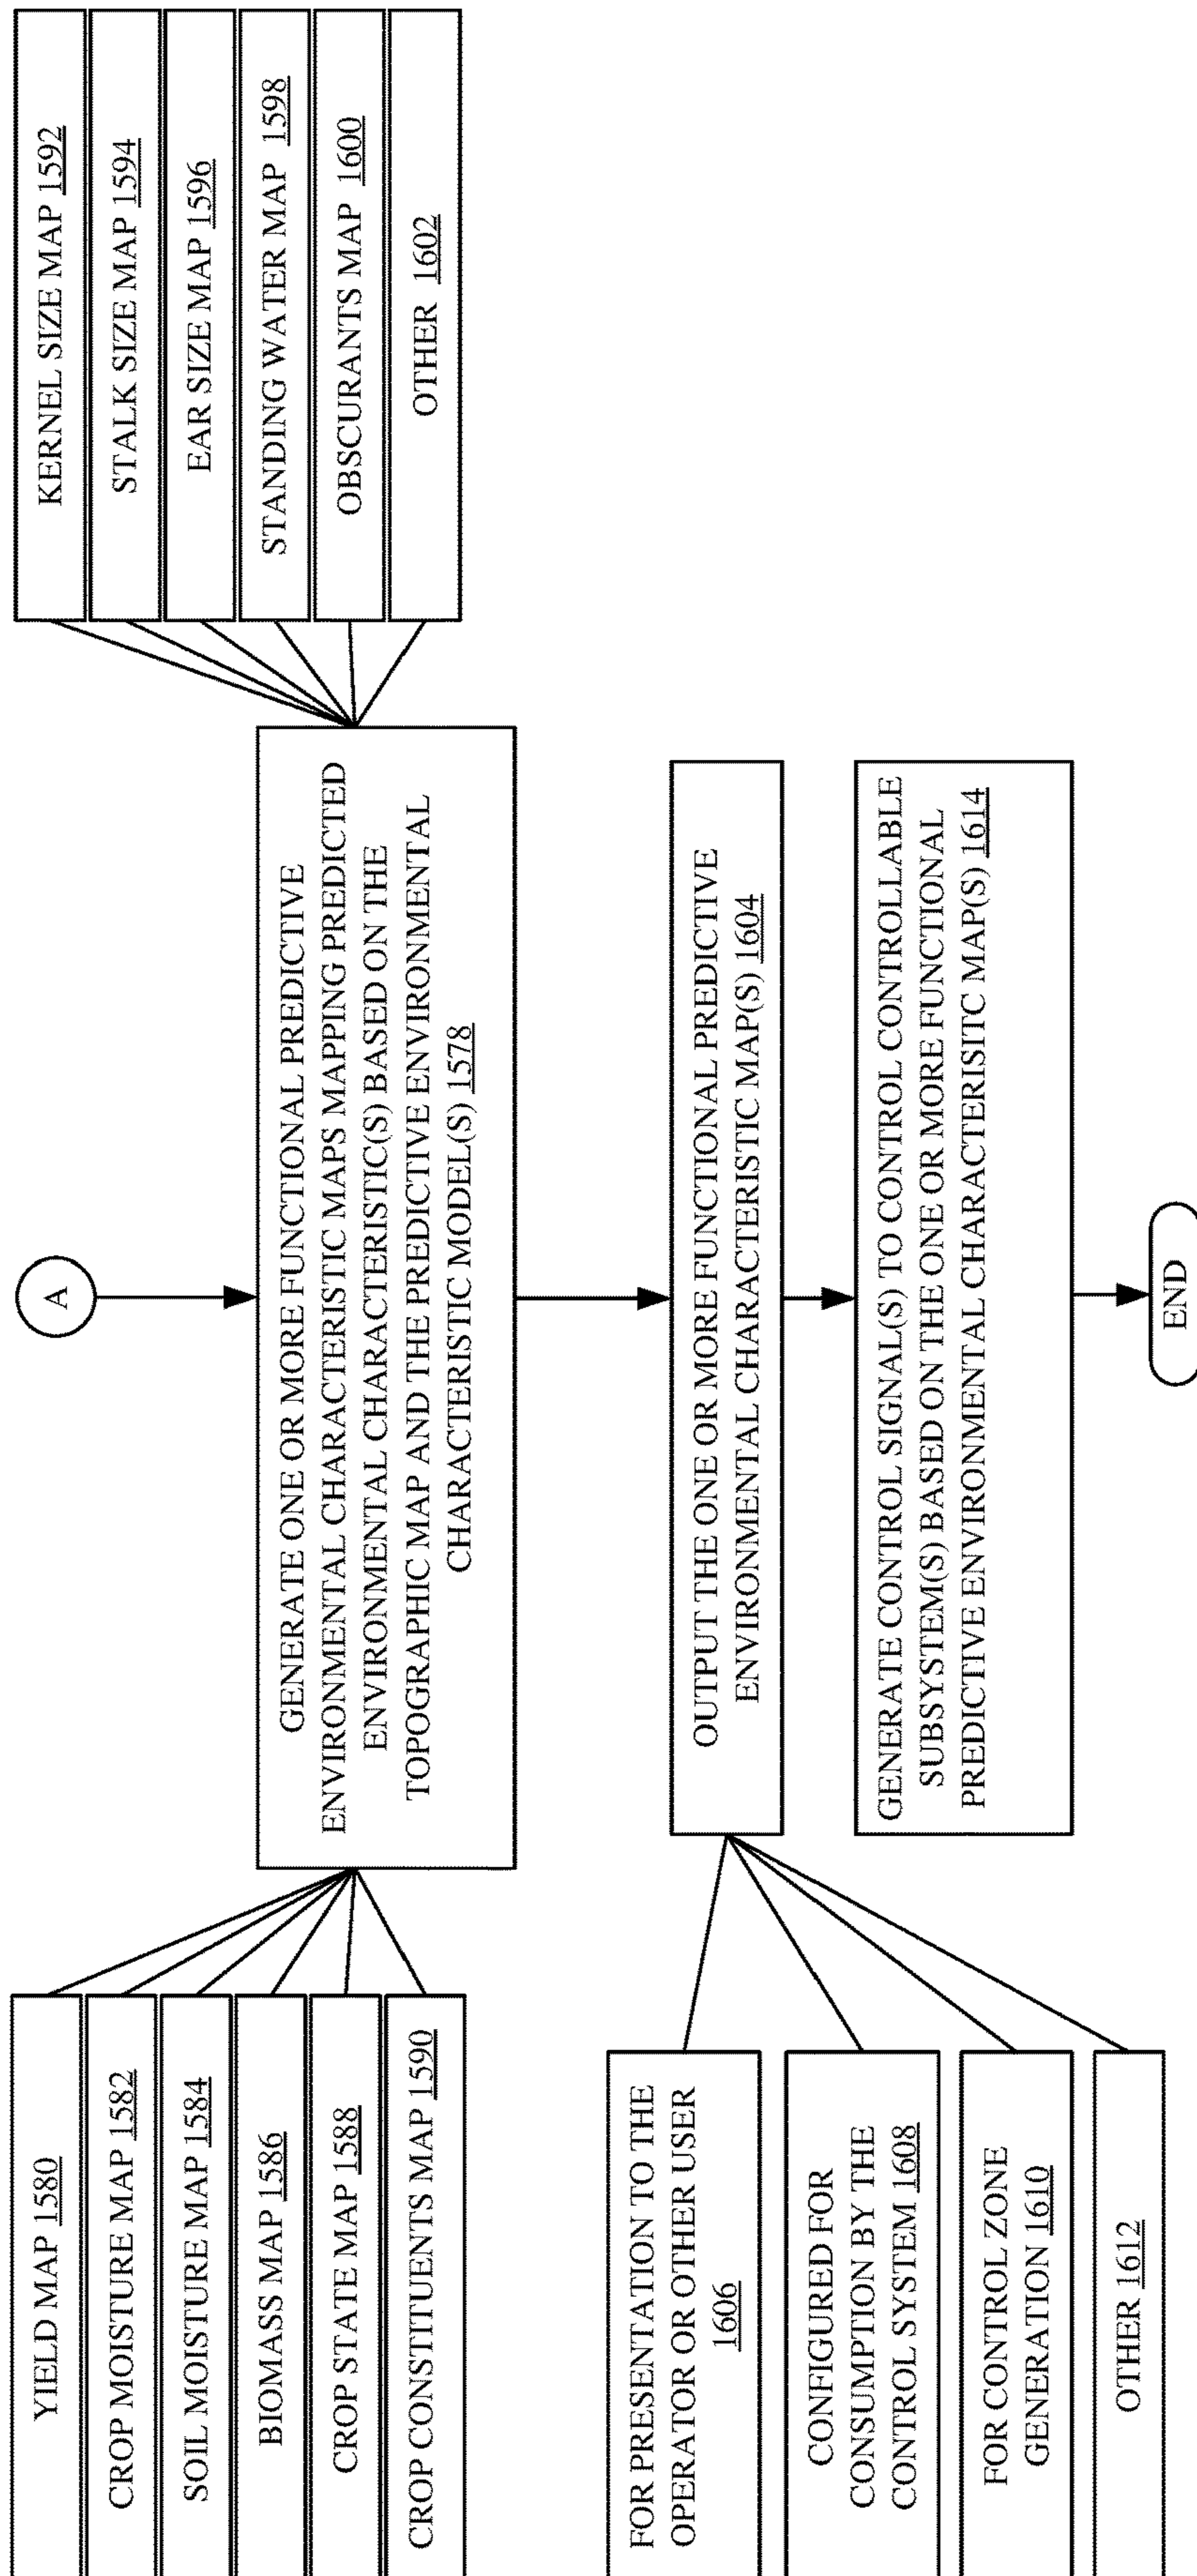 A
GENERATE ONE OR MORE FUNCTIONAL PREDICTIVE
ENVIRONMENTAL CHARACTERISTIC MAPS MAPPING PREDICTED
ENVIRONMENTAL CHARACTERISTIC(S) BASED ON THE
TOPOGRAPHIC MAP AND THE PREDICTIVE ENVIRONMENTAL
CHARACTERISTIC MODEL(S) 1578
YIELD MAP 1580
CROP MOISTURE MAP 1582
SOIL MOISTURE MAP 1584
BIOMASS MAP 1586
CROP STATE MAP 1588
CROP CONSTITUENTS MAP 1590
KERNEL SIZE MAP 1592
STALK SIZE MAP 1594
EAR SIZE MAP 1596
STANDING WATER MAP 1598
OBSCURANTS MAP 1600
OTHER 1602
OUTPUT THE ONE OR MORE FUNCTIONAL PREDICTIVE
ENVIRONMENTAL CHARACTERISTIC MAP(S) 1604
FOR PRESENTATION TO THE
OPERATOR OR OTHER USER
1606
CONFIGURED FOR
CONSUMPTION BY THE
CONTROL SYSTEM 1608
FOR CONTROL ZONE
GENERATION 1610
OTHER 1612
GENERATE CONTROL SIGNAL(S) TO CONTROL CONTROLLABLE
SUBSYSTEM(S) BASED ON THE ONE OR MORE FUNCTIONAL
PREDICTIVE ENVIRONMENTAL CHARACTERISITC MAP(S) 1614
END